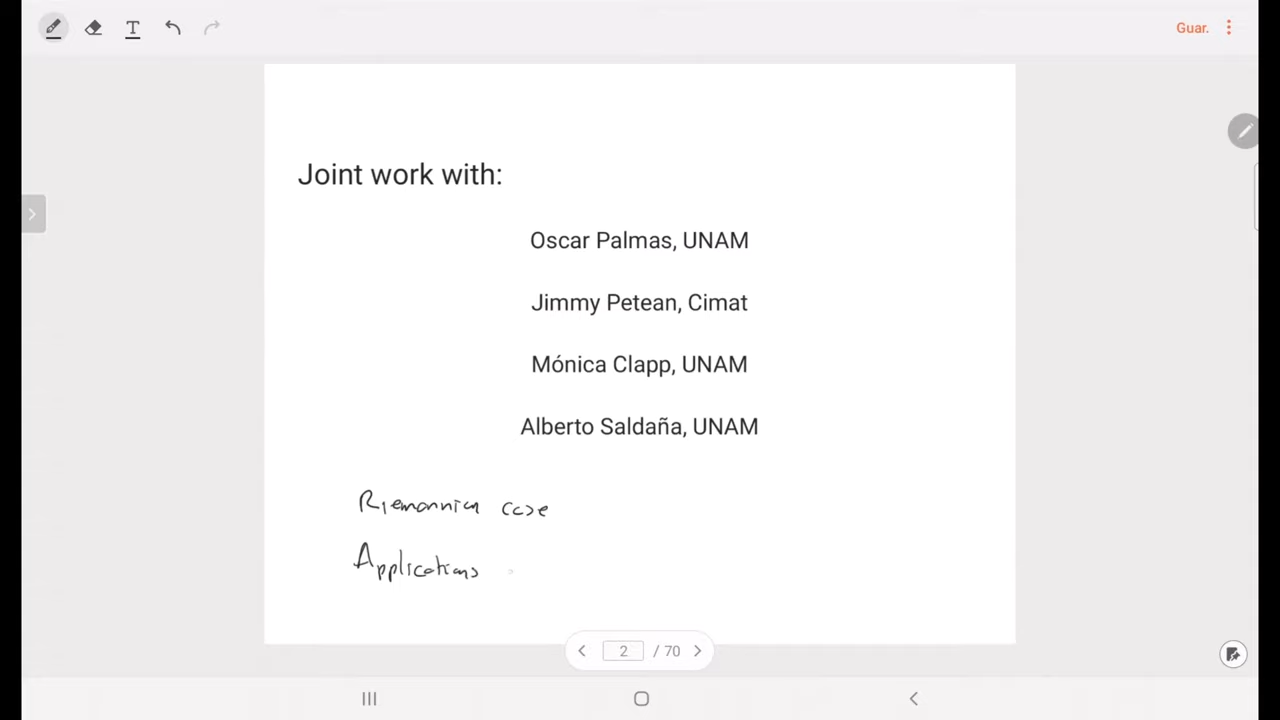 T
Guar.
Joint work with:
Oscar Palmas, UNAM
Jimmy Petean, Cimat
Mónica Clapp, UNAM
Alberto Saldaña, UNAM
Riemannian case
Applications
2 / 70